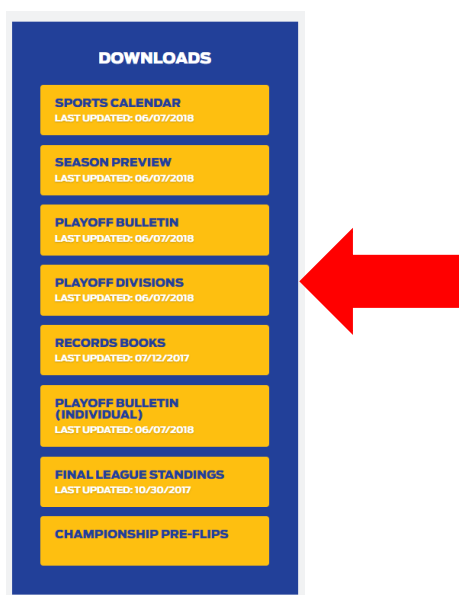 DOWNLOADS
SPORTS CALENDAR
LAST UPDATED: 06/07/2018
SEASON PREVIEW
LAST UPDATED: 06/07/2018
PLAYOFF BULLETIN
LAST UPDATED: 06/07/2018
PLAYOFF DIVISIONS
LAST UPDATED: 06/07/2018
RECORDS BOOKS
LAST UPDATED: 07/12/2017
PLAYOFF BULLETIN
(INDIVIDUAL)
LAST UPDATED: 06/07/2018
FINAL LEAGUE STANDINGS
LAST UPDATED: 10/30/2017
CHAMPIONSHIP PRE-FLIPS